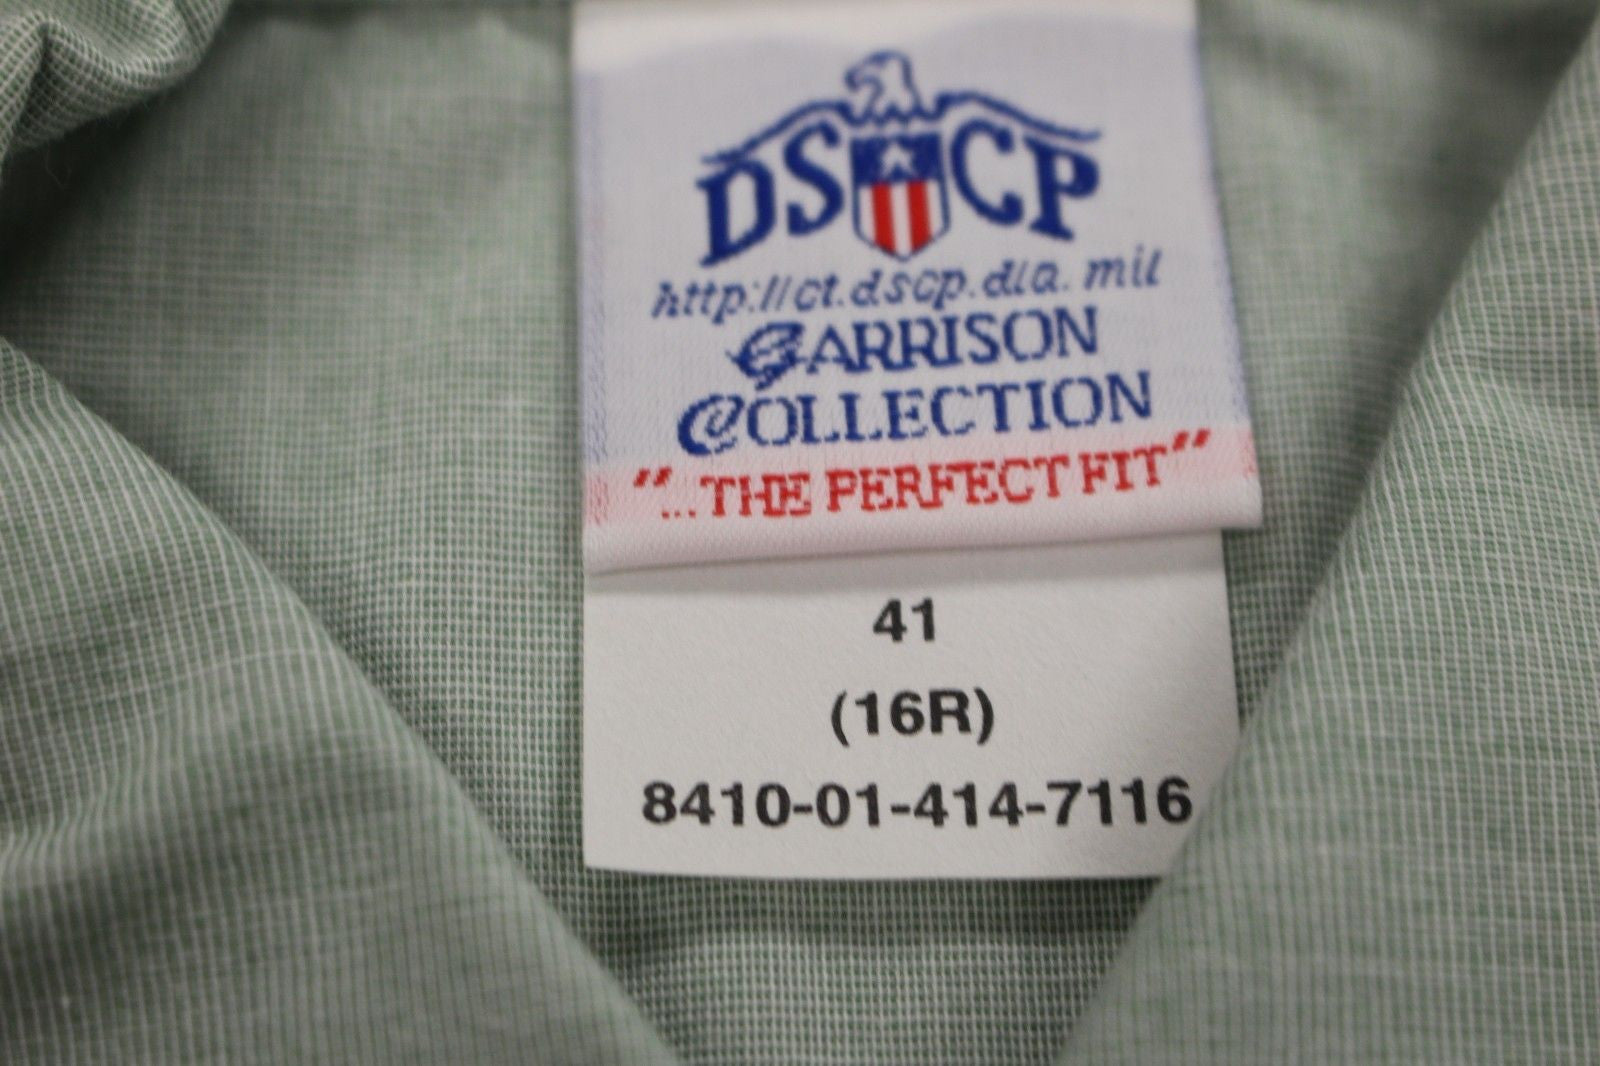 DSCP
http://ct.dscp.dla.mil
GARRISON
COLLECTION
"...THE PERFECT FIT"
41
(16R)
8410-01-414-7116